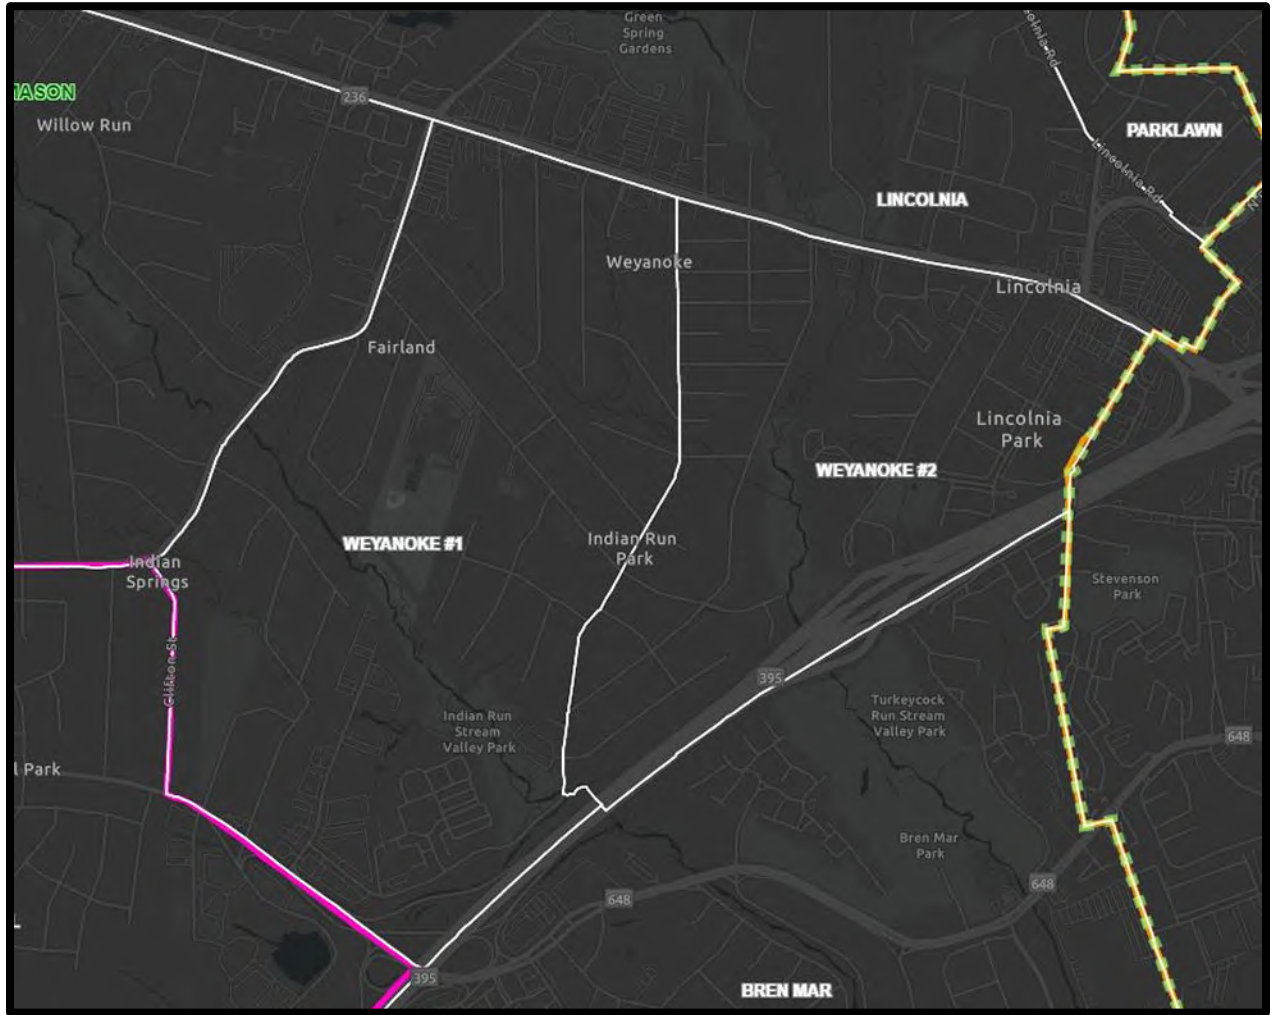 Green
Spring
Gardens
236
Willow Run
PARKLAWN
Lincolnia Rd
LINCOLNIA
Weyanoke
Lincolnia
Fairland
Lincolnia
Park
WEYANOKE #2
WEYANOKE #1
Indian Run
Park
Indian
Springs
Stevenson
Park
Clifton St
395
Turkeycock
Run Stream
Valley Park
Indian Run
Stream
Valley Park
648
l Park
Bren Mar
Park
648
648
395
BREN MAR